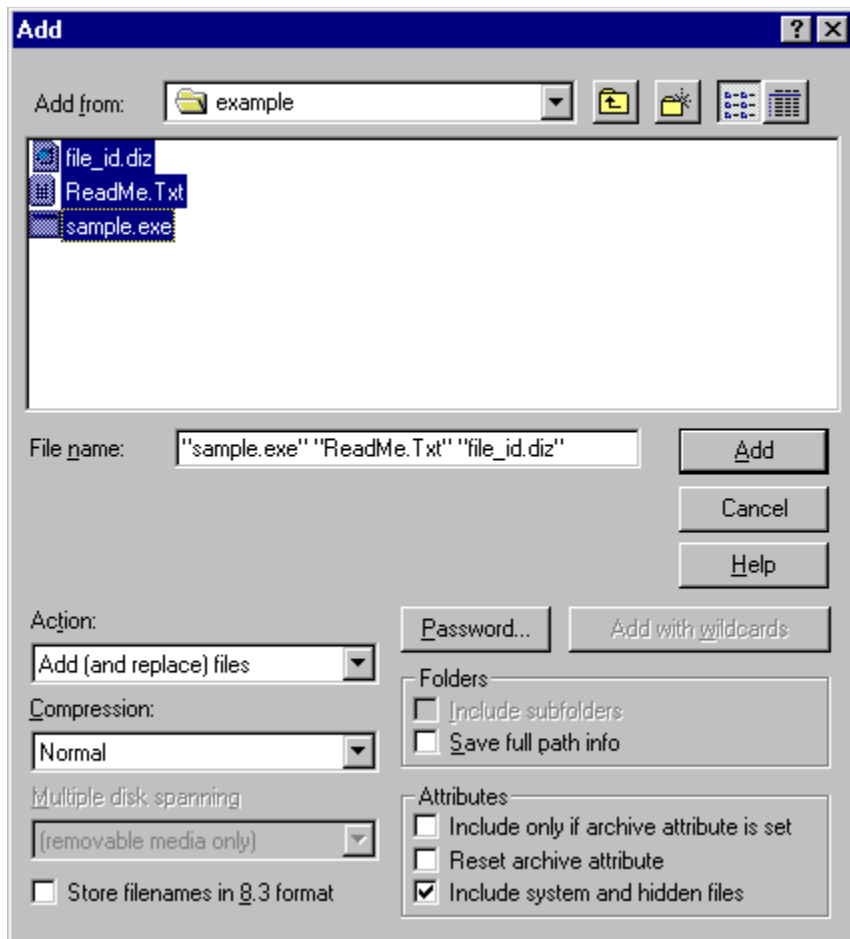 Add
Add from: example
file_id.diz
ReadMe.Txt
sample.exe
File name: "sample.exe" "ReadMe.Txt" "file_id.diz"
Add
Cancel
Help
Action:
Add (and replace) files
Password...
Add with wildcards
Compression:
Normal
Folders
Include subfolders
Save full path info
Multiple disk spanning
(removable media only)
Store filenames in 8.3 format
Attributes
Include only if archive attribute is set
Reset archive attribute
Include system and hidden files